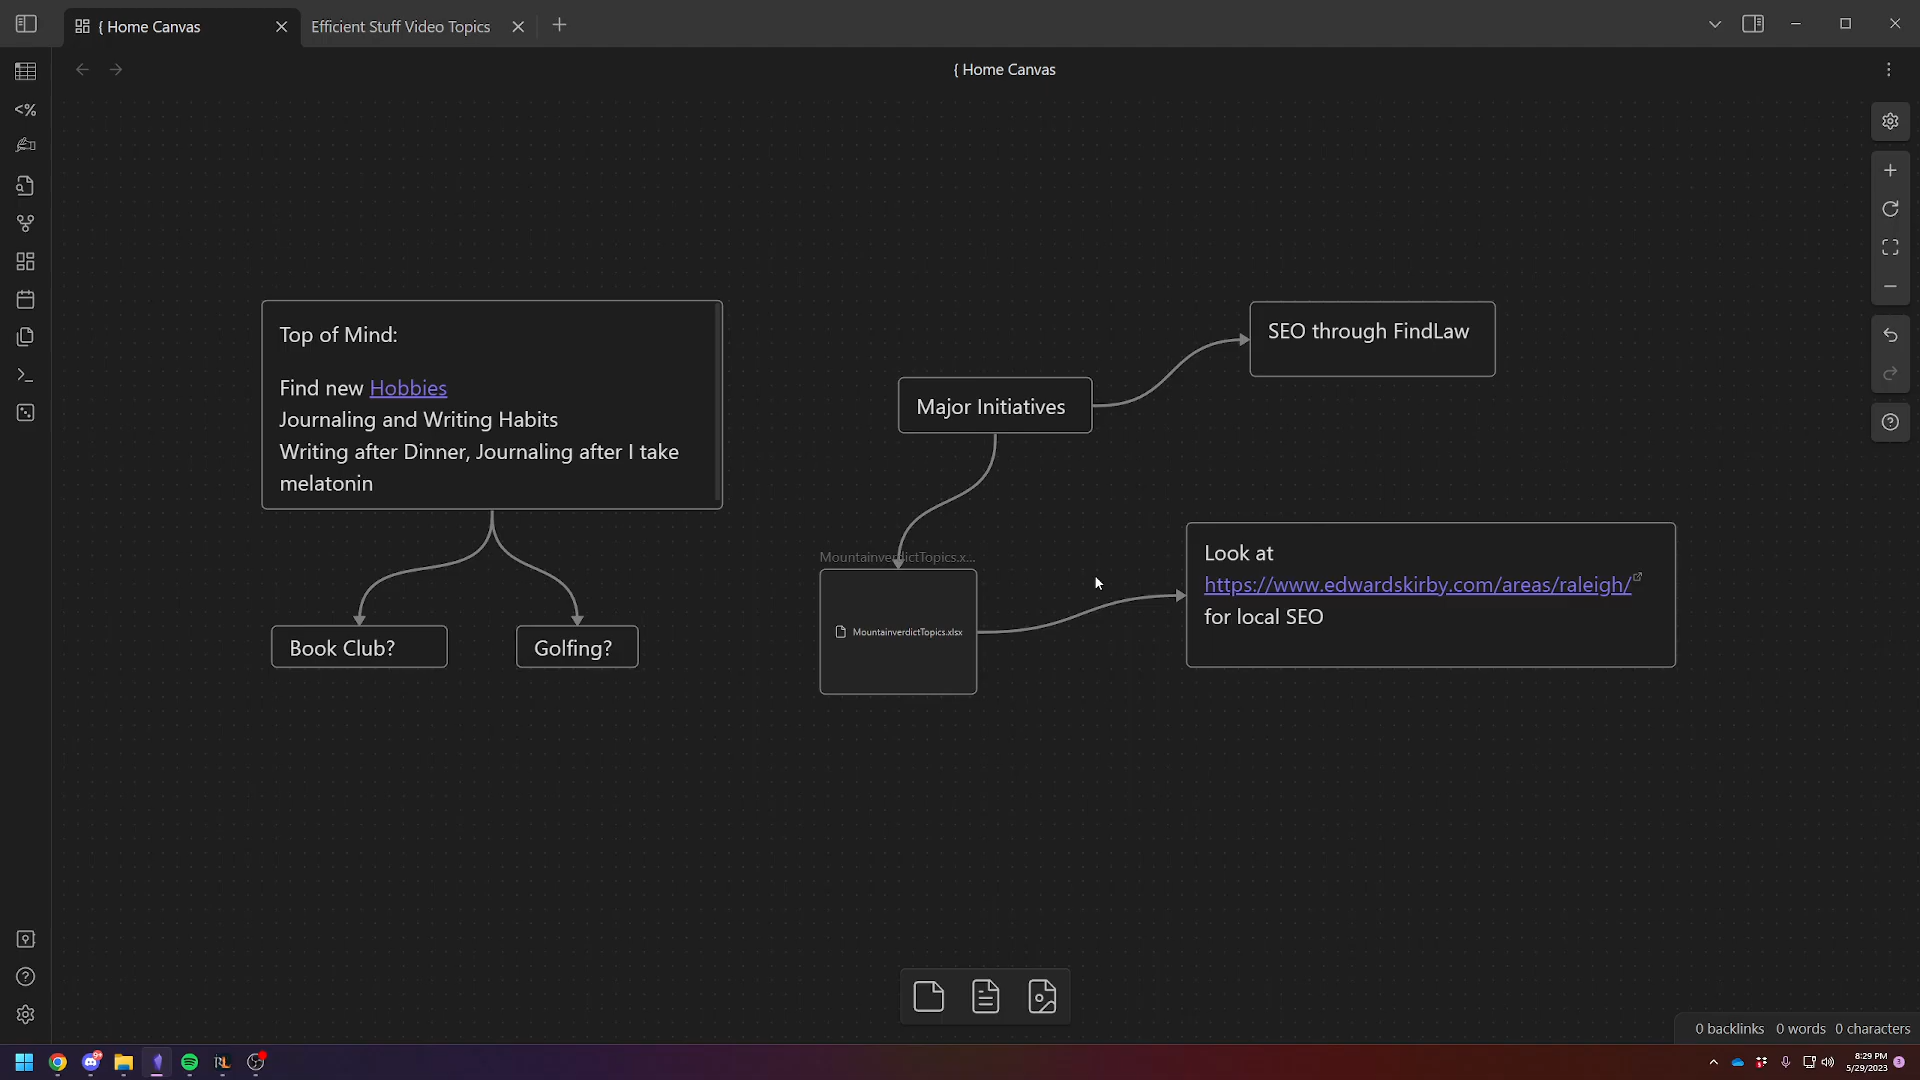 { Home Canvas
Efficient Stuff Video Topics
{ Home Canvas
<%
Top of Mind:
Find new Hobbies
Journaling and Writing Habits
Writing after Dinner, Journaling after I take
melatonin
Book Club?
Golfing?
Major Initiatives
SEO through FindLaw
MountainverdictTopics.x...
MountainverdictTopics.xlsx
Look at
https://www.edwardskirby.com/areas/raleigh/
for local SEO
0 backlinks 0 words 0 characters
RL
8:29 PM
5/29/2023
3